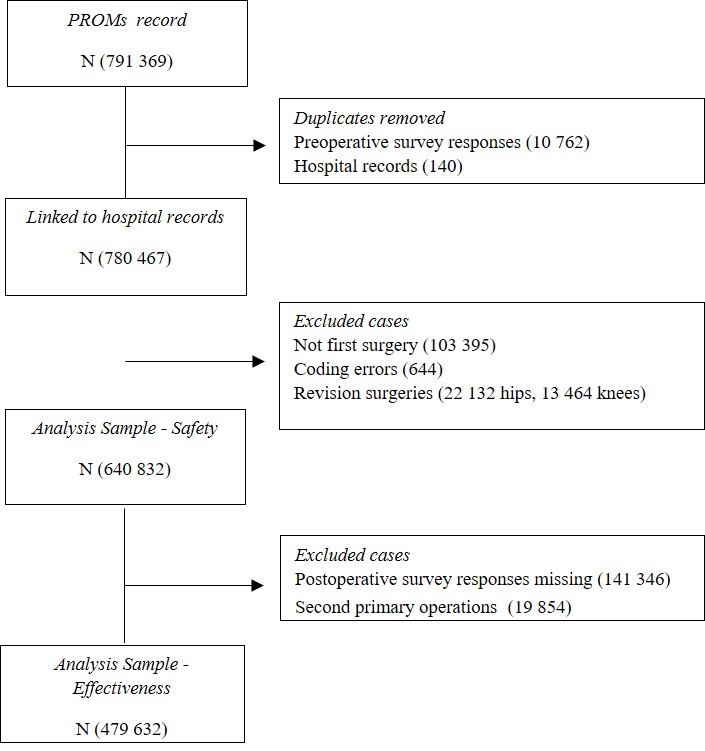 PROMs record
N (791 369)
Duplicates removed
Preoperative survey responses (10 762)
Hospital records (140)
Linked to hospital records
N (780 467)
Excluded cases
Not first surgery (103 395)
Coding errors (644)
Revision surgeries (22 132 hips, 13 464 knees)
Analysis Sample - Safety
N (640 832)
Excluded cases
Postoperative survey responses missing (141 346)
Second primary operations (19 854)
Analysis Sample -
Effectiveness
N (479 632)